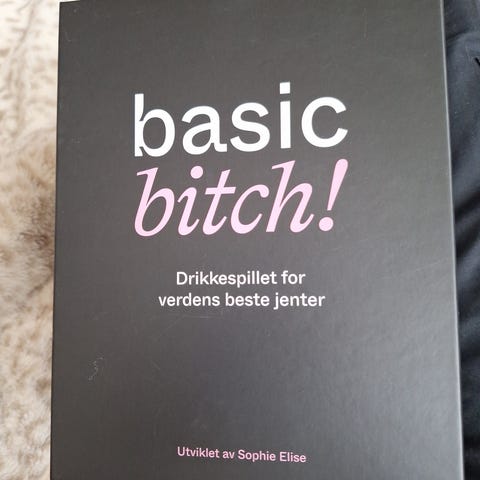 basic
bitch!
Drikkespillet for
verdens beste jenter
Utviklet av Sophie Elise